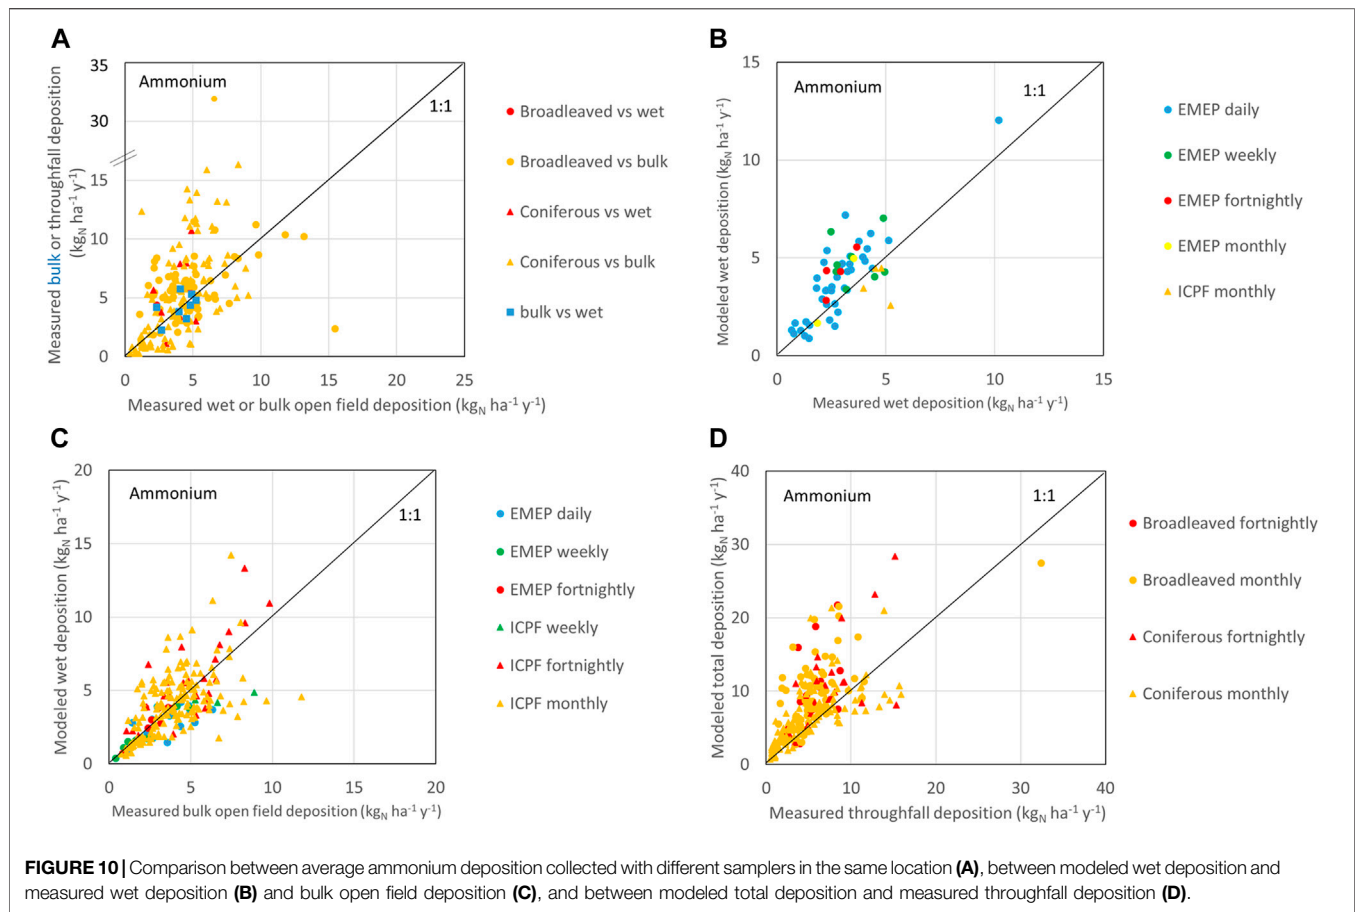 A
Ammonium
1:1
Measured bulk or throughfall deposition
(kgN ha-1 y-1)
35
30
15
10
5
0
0 5 10 15 20 25
Measured wet or bulk open field deposition (kgN ha-1 y-1)
Broadleaved vs wet
Broadleaved vs bulk
Coniferous vs wet
Coniferous vs bulk
bulk vs wet
B
Ammonium
1:1
Modeled wet deposition (kgN ha-1 y-1)
15
10
5
0
0 5 10 15
Measured wet deposition (kgN ha-1 y-1)
EMEP daily
EMEP weekly
EMEP fortnightly
EMEP monthly
ICPF monthly
C
Ammonium
1:1
Modeled wet deposition (kgN ha-1 y-1)
20
15
10
5
0
0 5 10 15 20
Measured bulk open field deposition (kgN ha-1 y-1)
EMEP daily
EMEP weekly
EMEP fortnightly
ICPF weekly
ICPF fortnightly
ICPF monthly
D
Ammonium
1:1
Modeled total deposition (kgN ha-1 y-1)
40
30
20
10
0
0 10 20 30 40
Measured throughfall deposition (kgN ha-1 y-1)
Broadleaved fortnightly
Broadleaved monthly
Coniferous fortnightly
Coniferous monthly
FIGURE 10 | Comparison between average ammonium deposition collected with different samplers in the same location (A), between modeled wet deposition and
measured wet deposition (B) and bulk open field deposition (C), and between modeled total deposition and measured throughfall deposition (D).